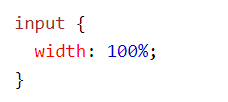 input {
  width: 100%;
}